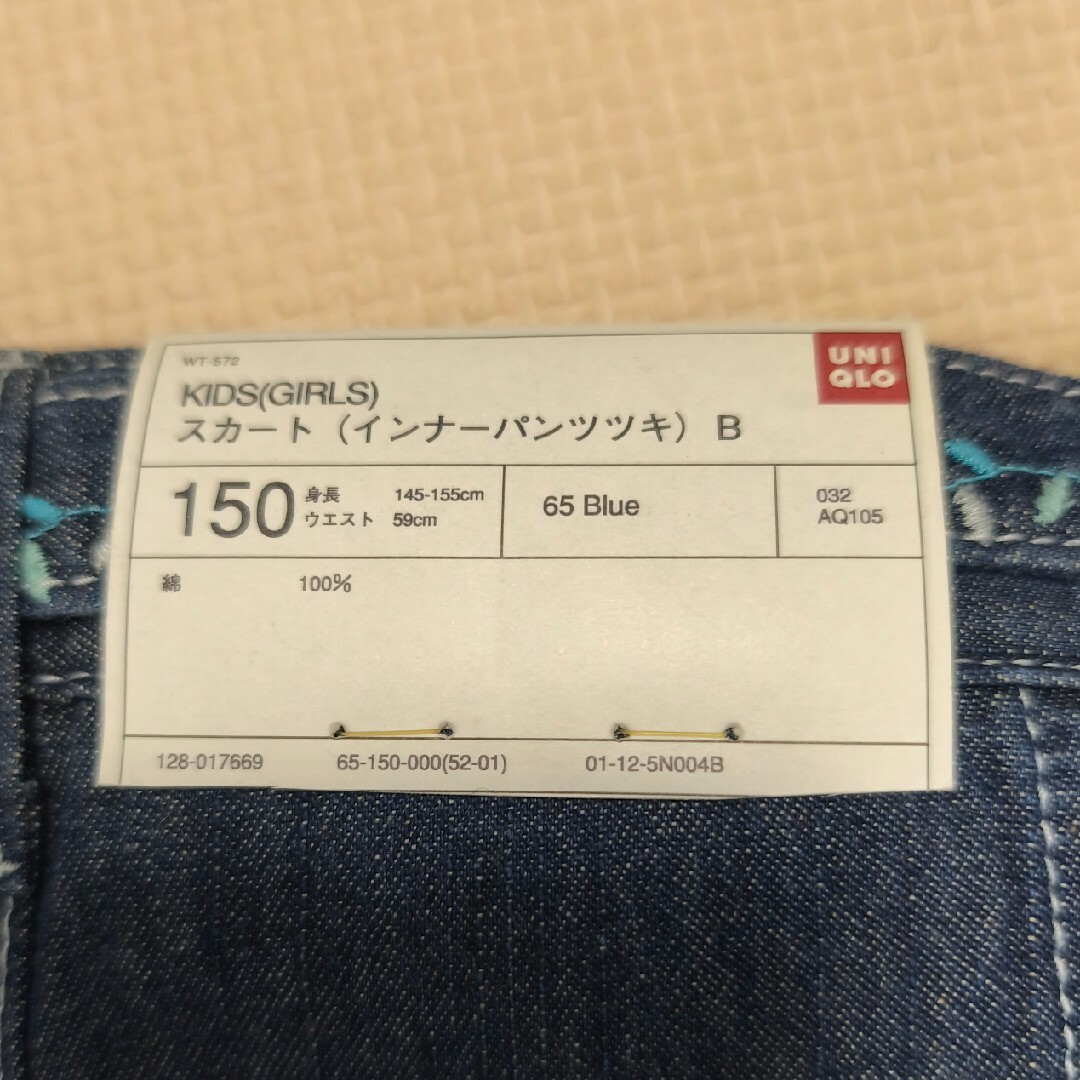 WT-572
UNI
QLO
KIDS(GIRLS)
スカート（インナーパンツツキ） B
150 身長 145-155cm
ウエスト 59cm
65 Blue
032
AQ105
綿 100%
128-017669 65-150-000(52-01) 01-12-5N004B